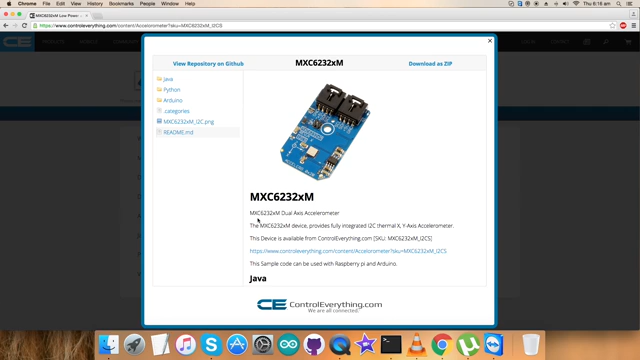 Chrome File Edit View History Bookmarks People Window Help
Thu 6:16 am
MXC6232xM Low Power
https://www.controleverything.com/content/Accelorometer?sku=MXC6232xM_I2CS
View Repository on Github
MXC6232xM
Download as ZIP
Java
Python
Arduino
.categories
MXC6232xM_I2C.png
README.md
MXC6232xM
MXC6232xM Dual Axis Accelerometer
The MXC6232xM device, provides fully integrated I2C thermal X, Y-Axis Accelerometer.
This Device is available from ControlEverything.com [SKU: MXC6232xM_I2CS]
https://www.controleverything.com/content/Accelorometer?sku=MXC6232xM_I2CS
This Sample code can be used with Raspberry pi and Arduino.
Java
CE ControlEverything.com
We are all connected.